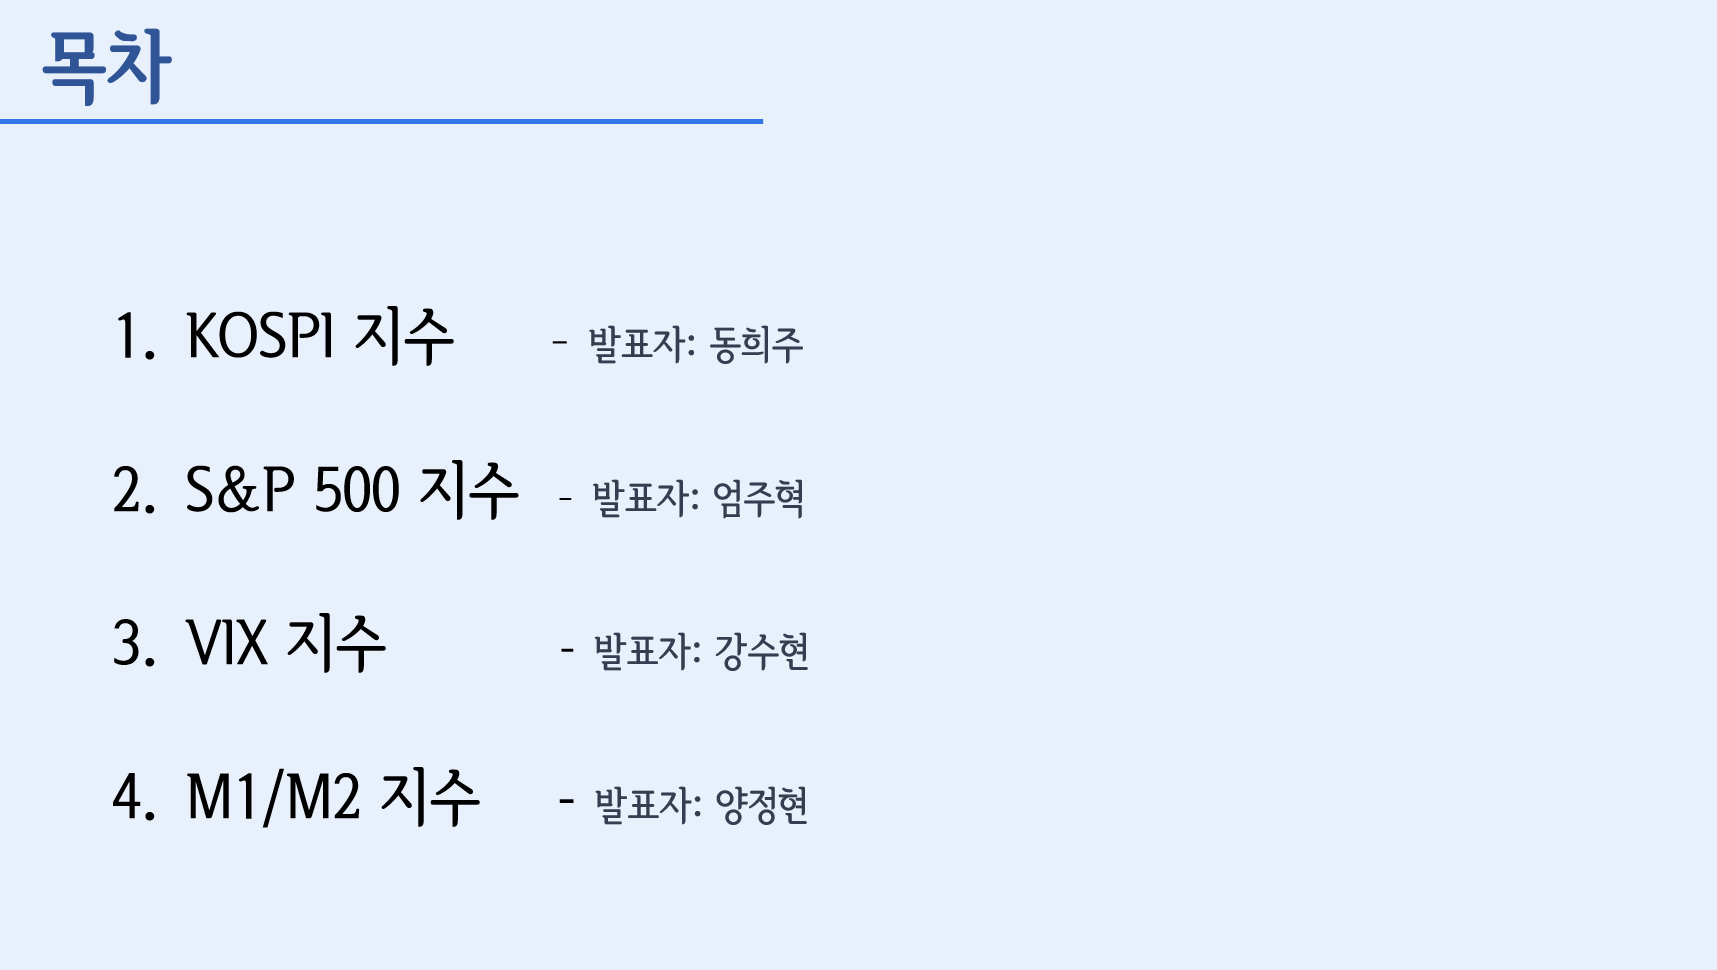 목차
1. KOSPI 지수 - 발표자: 동희주
2. S&P 500 지수 - 발표자: 엄주혁
3. VIX 지수 - 발표자: 강수현
4. M1/M2 지수 - 발표자: 양정현